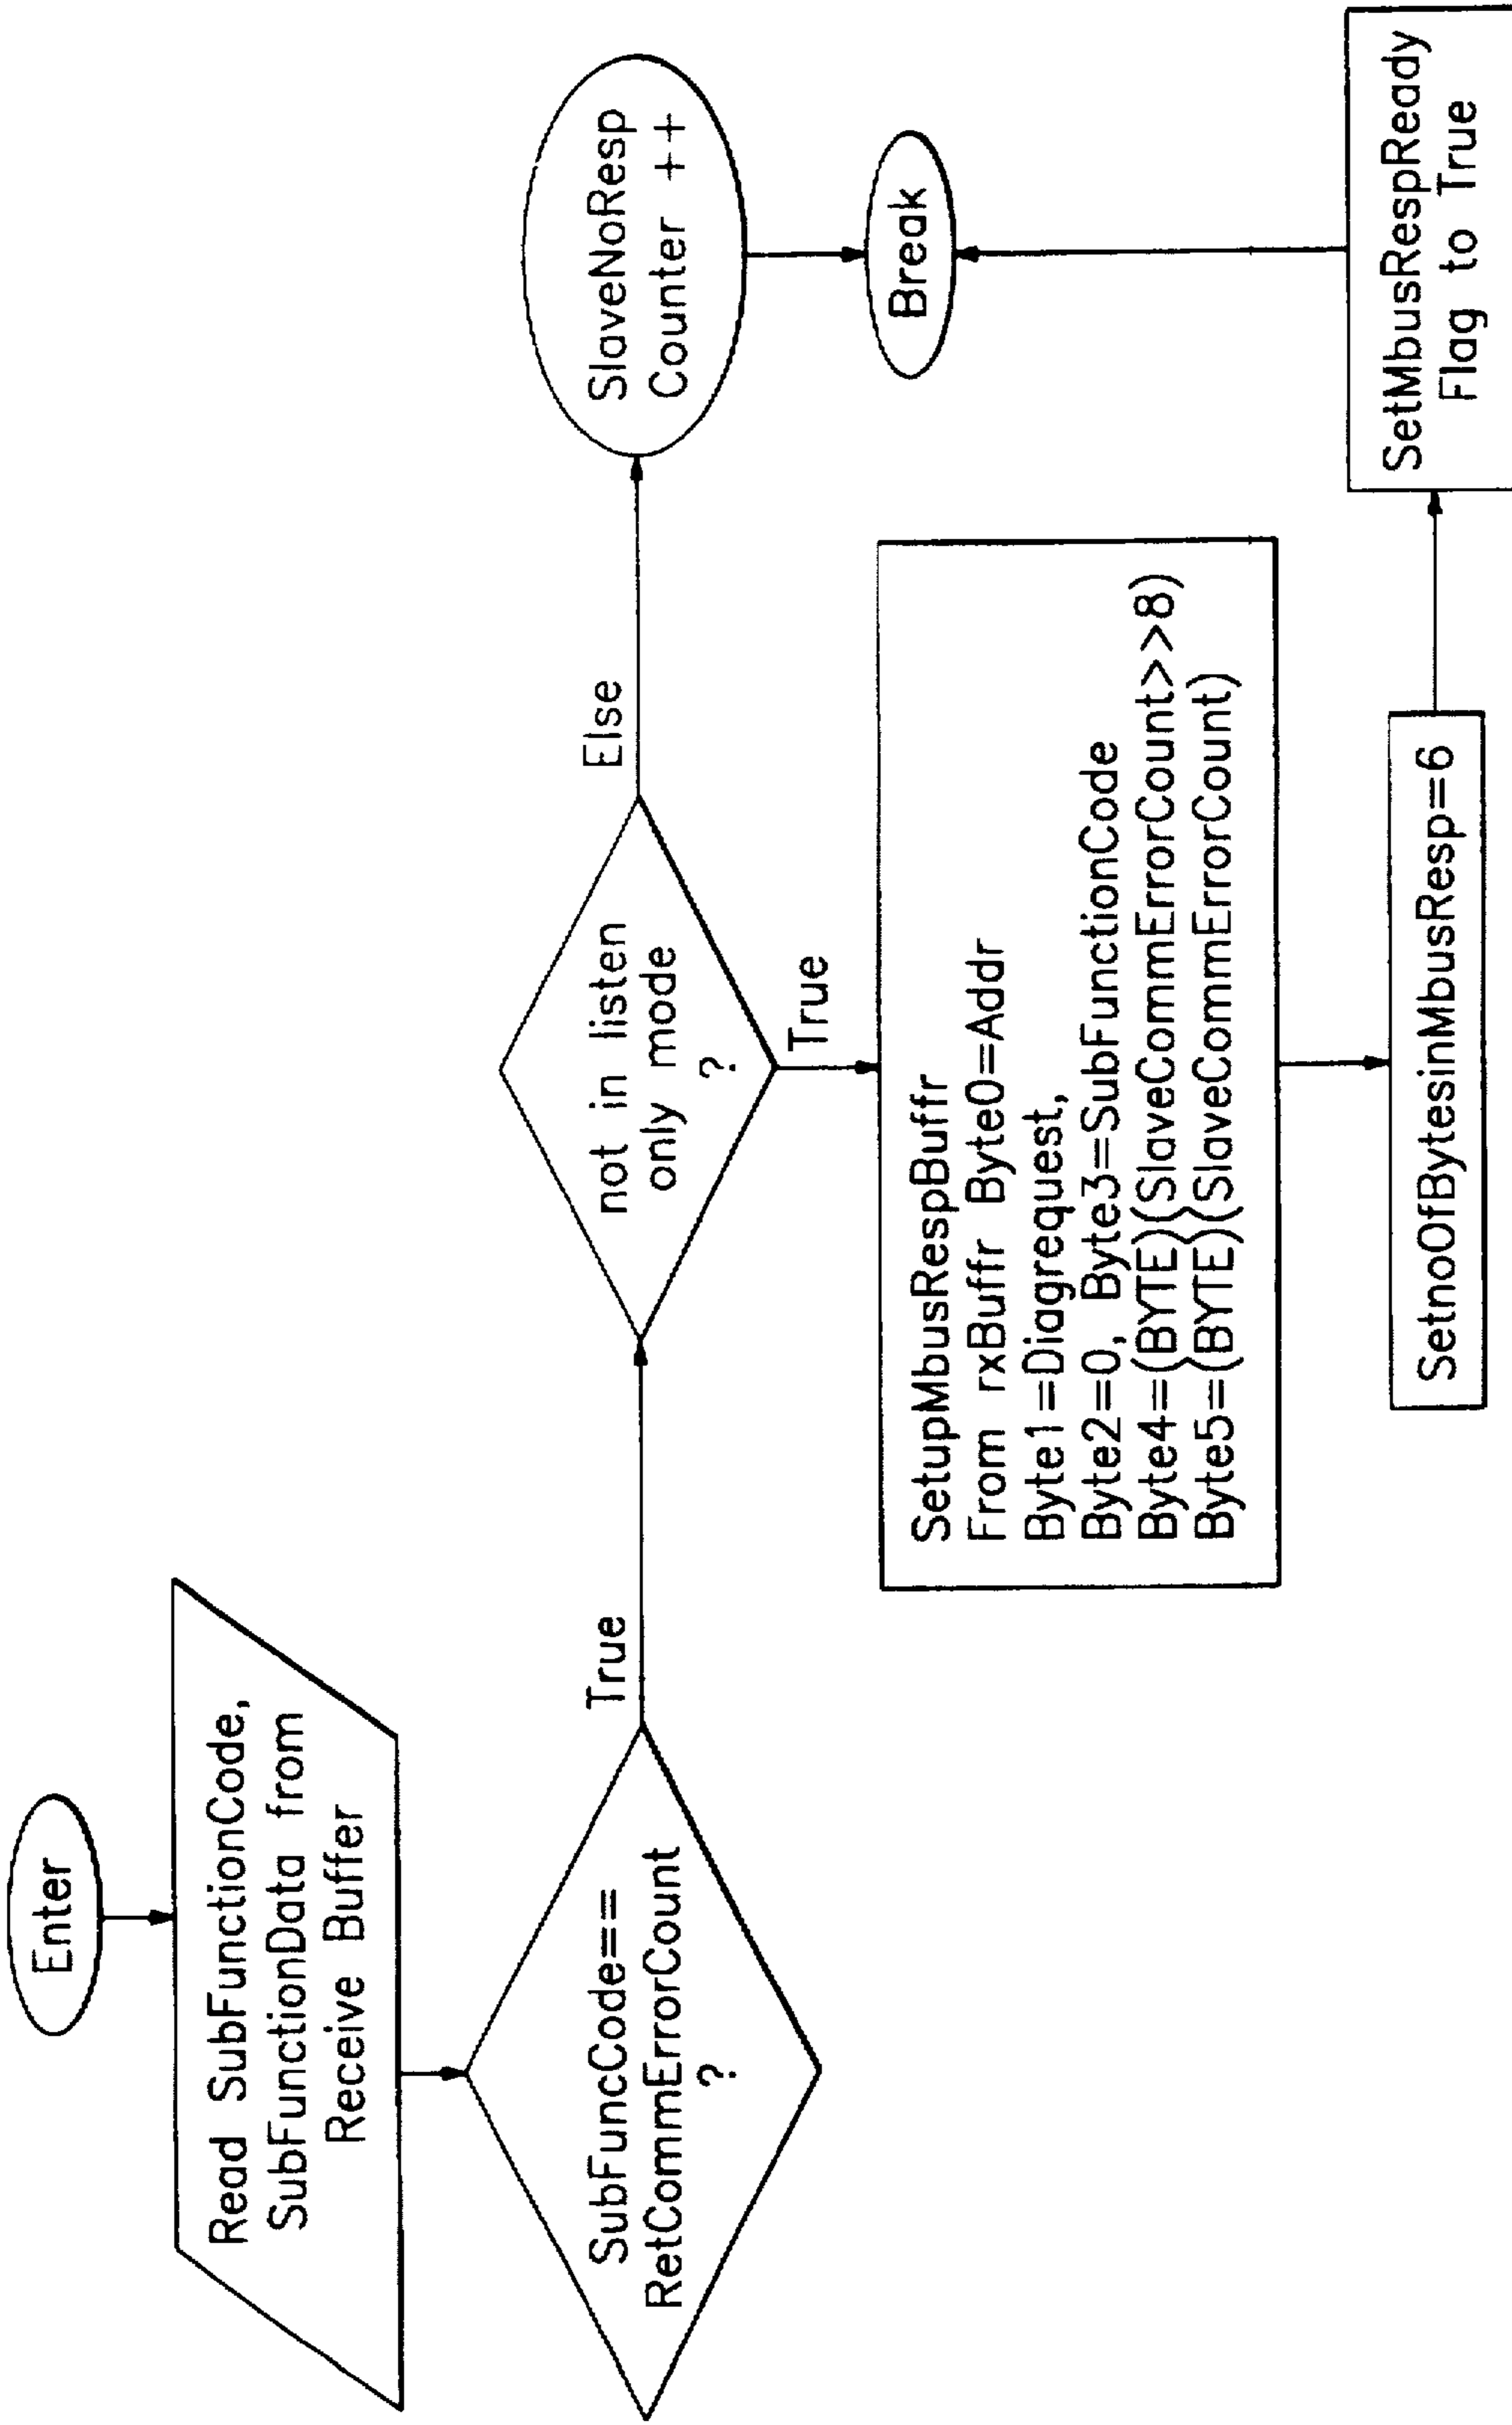 Enter
Read SubFunctionCode,
SubFunctionData from
Receive Buffer
SubFuncCode==
RetCommErrorCount
?
True
not in listen
only mode
?
Else
SlaveNoResp
Counter ++
Break
True
SetupMbusRespBuffr
From rxBuffr Byte0=Addr
Byte1=Diagrequest,
Byte2=0, Byte3=SubFunctionCode
Byte4=(BYTE)(SlaveCommErrorCount>>8)
Byte5=(BYTE)(SlaveCommErrorCount)
SetnoOfBytesinMbusResp=6
SetMbusRespReady
Flag to True